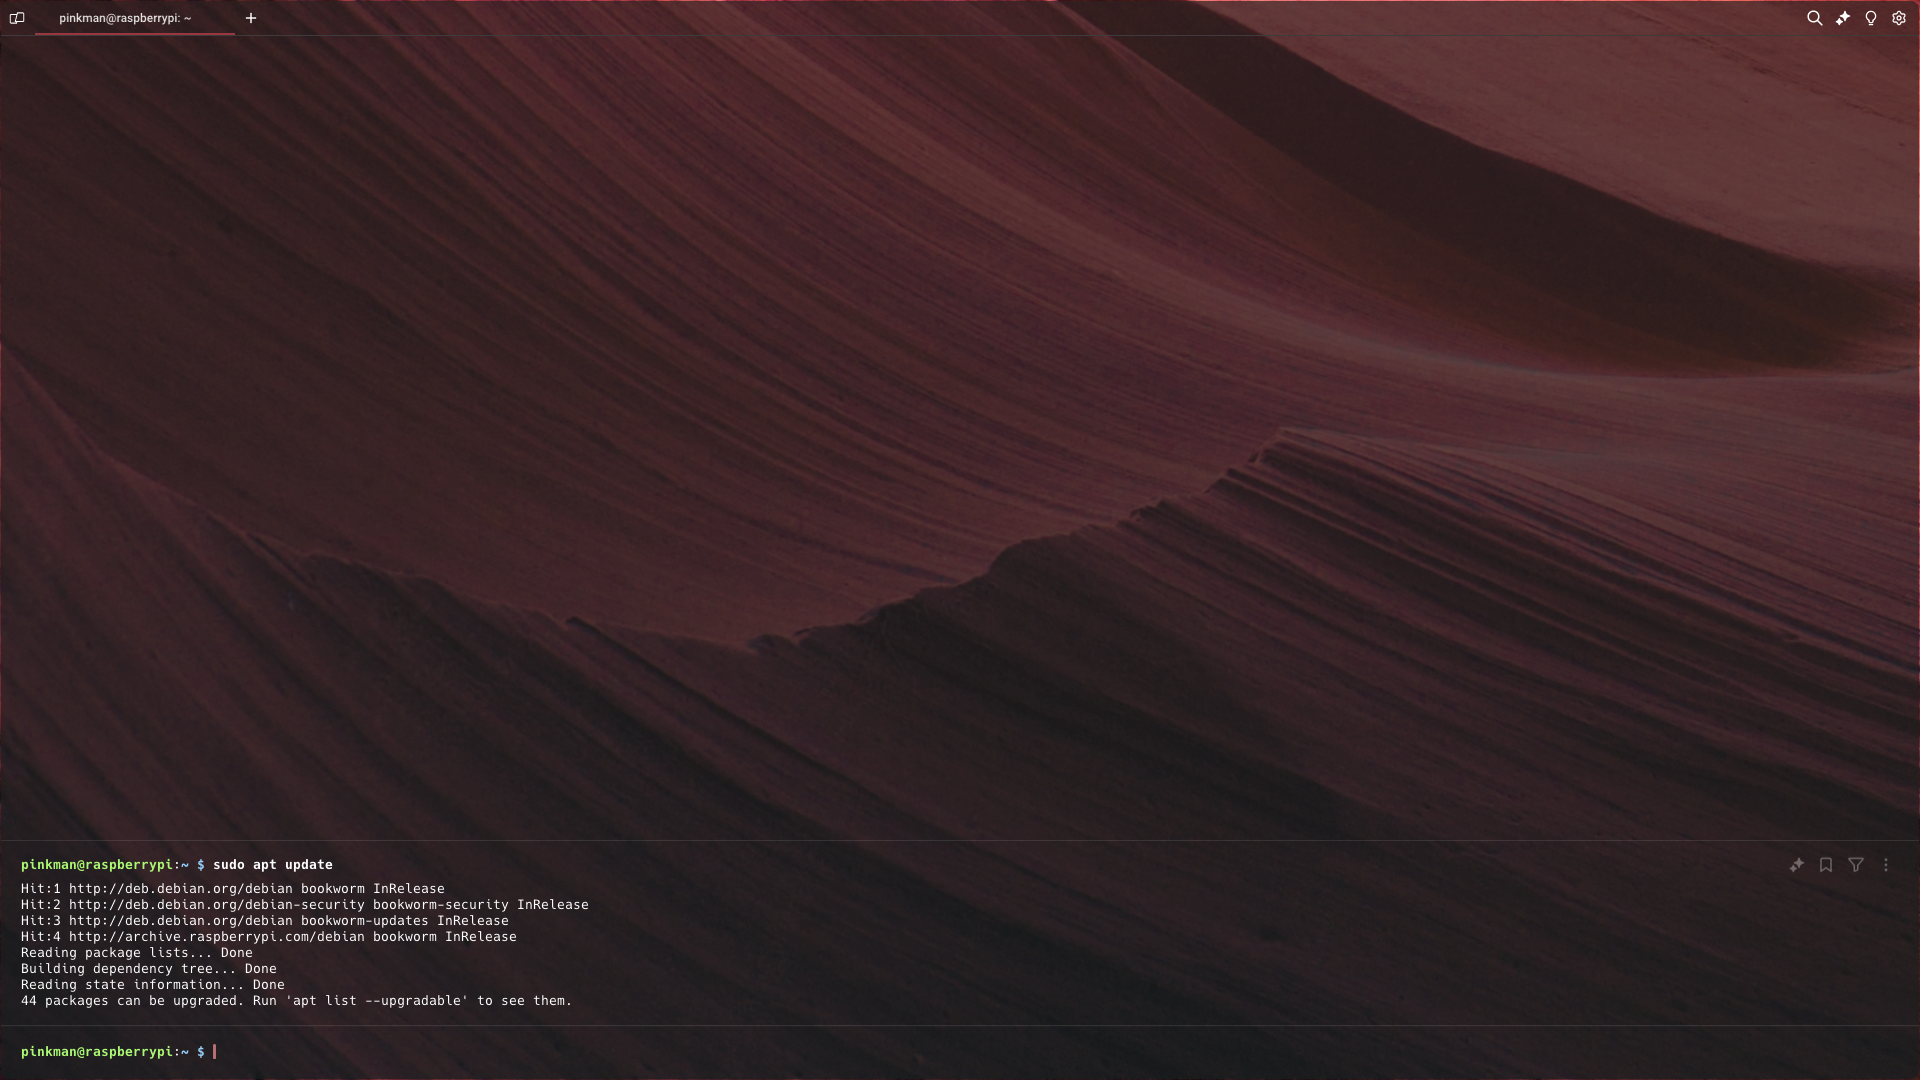 pinkman@raspberrypi: ~
pinkman@raspberrypi:~ $ sudo apt update
Hit:1 http://deb.debian.org/debian bookworm InRelease
Hit:2 http://deb.debian.org/debian-security bookworm-security InRelease
Hit:3 http://deb.debian.org/debian bookworm-updates InRelease
Hit:4 http://archive.raspberrypi.com/debian bookworm InRelease
Reading package lists... Done
Building dependency tree... Done
Reading state information... Done
44 packages can be upgraded. Run 'apt list --upgradable' to see them.
pinkman@raspberrypi:~ $